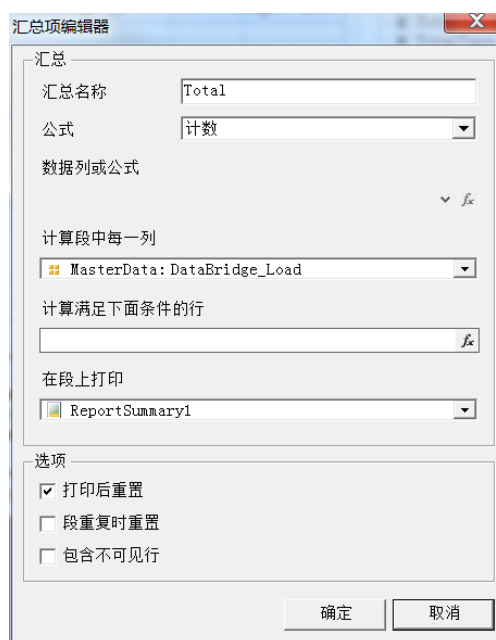 汇总项编辑器
汇总
汇总名称 Total
公式 计数
数据列或公式
fx
计算段中每一列
MasterData: DataBridge_Load
计算满足下面条件的行
fx
在段上打印
ReportSummary1
选项
打印后重置
段重复时重置
包含不可见行
确定 取消